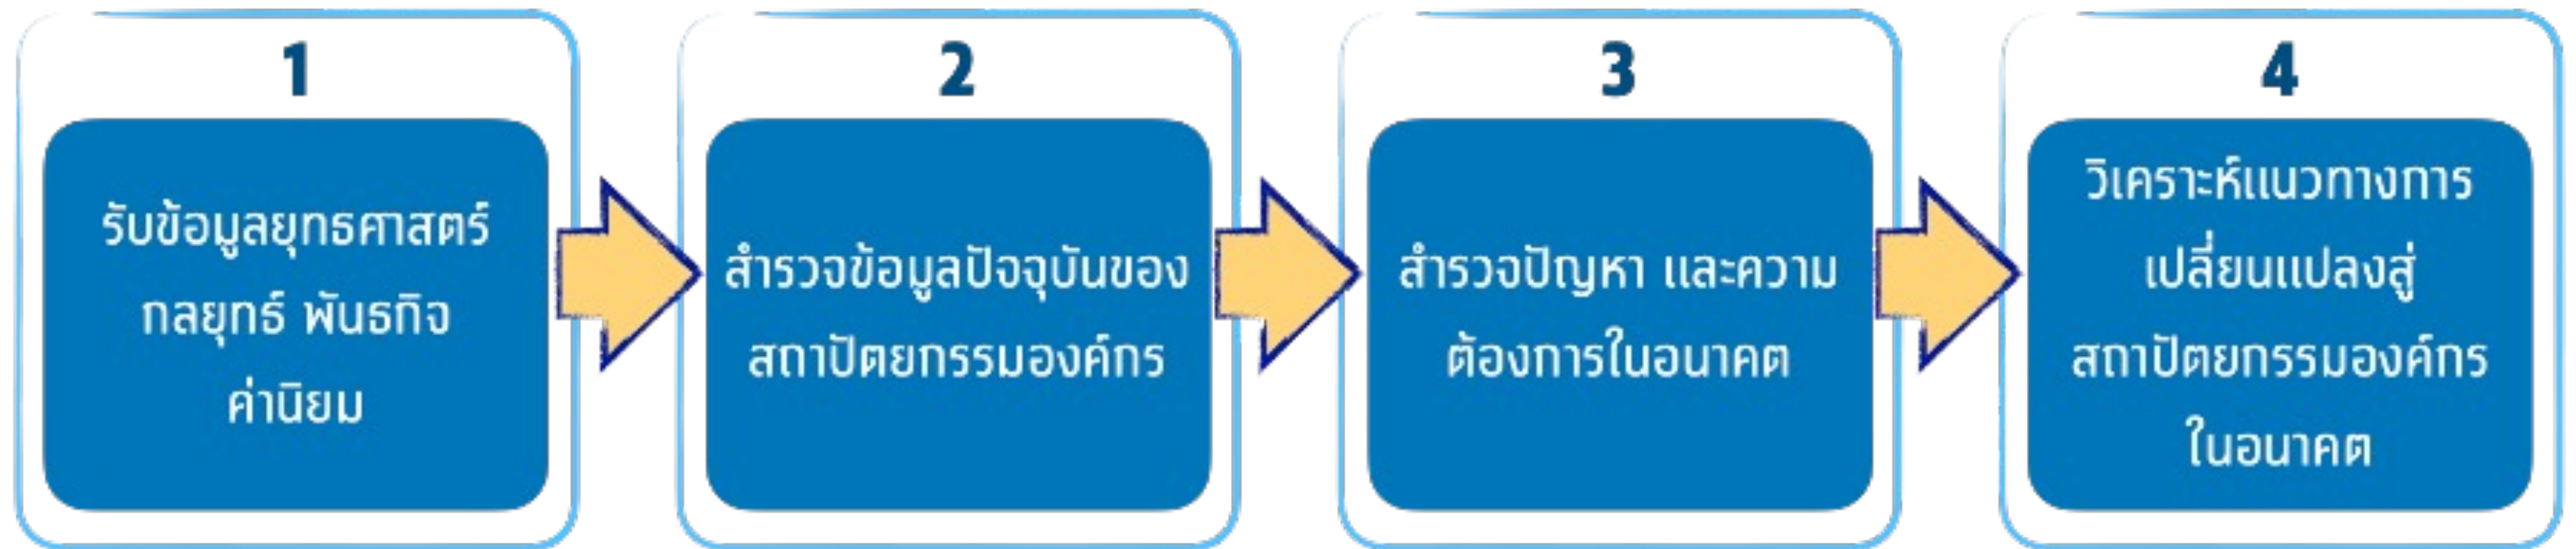 1
รับข้อมูลยุทธศาสตร์
กลยุทธ์ พันธกิจ
ค่านิยม
2
สำรวจข้อมูลปัจจุบันของ
สถาปัตยกรรมองค์กร
3
สำรวจปัญหา และความ
ต้องการในอนาคต
4
วิเคราะห์แนวทางการ
เปลี่ยนแปลงสู่
สถาปัตยกรรมองค์กร
ในอนาคต